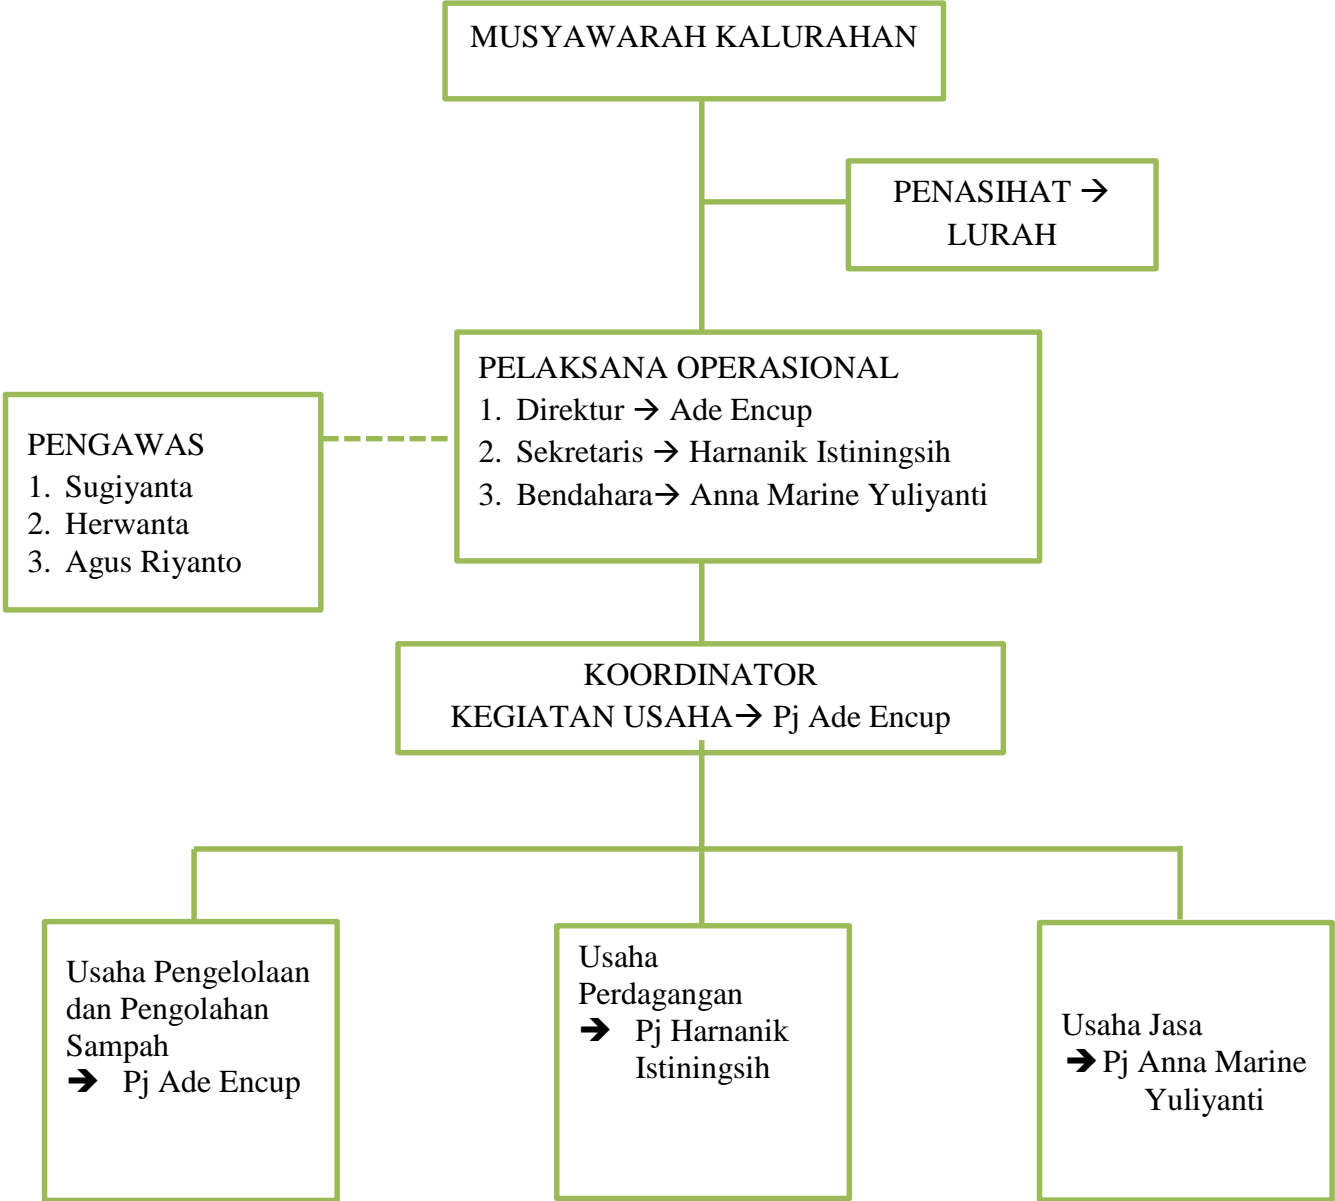 MUSYAWARAH KALURAHAN
PENASIHAT →
LURAH
PELAKSANA OPERASIONAL
1. Direktur → Ade Encup
2. Sekretaris → Harnanik Istiningsih
3. Bendahara→ Anna Marine Yuliyanti
PENGAWAS
1. Sugiyanta
2. Herwanta
3. Agus Riyanto
KOORDINATOR
KEGIATAN USAHA→ Pj Ade Encup
Usaha Pengelolaan
dan Pengolahan
Sampah
➔ Pj Ade Encup
Usaha
Perdagangan
➔ Pj Harnanik
Istiningsih
Usaha Jasa
➔ Pj Anna Marine
Yuliyanti